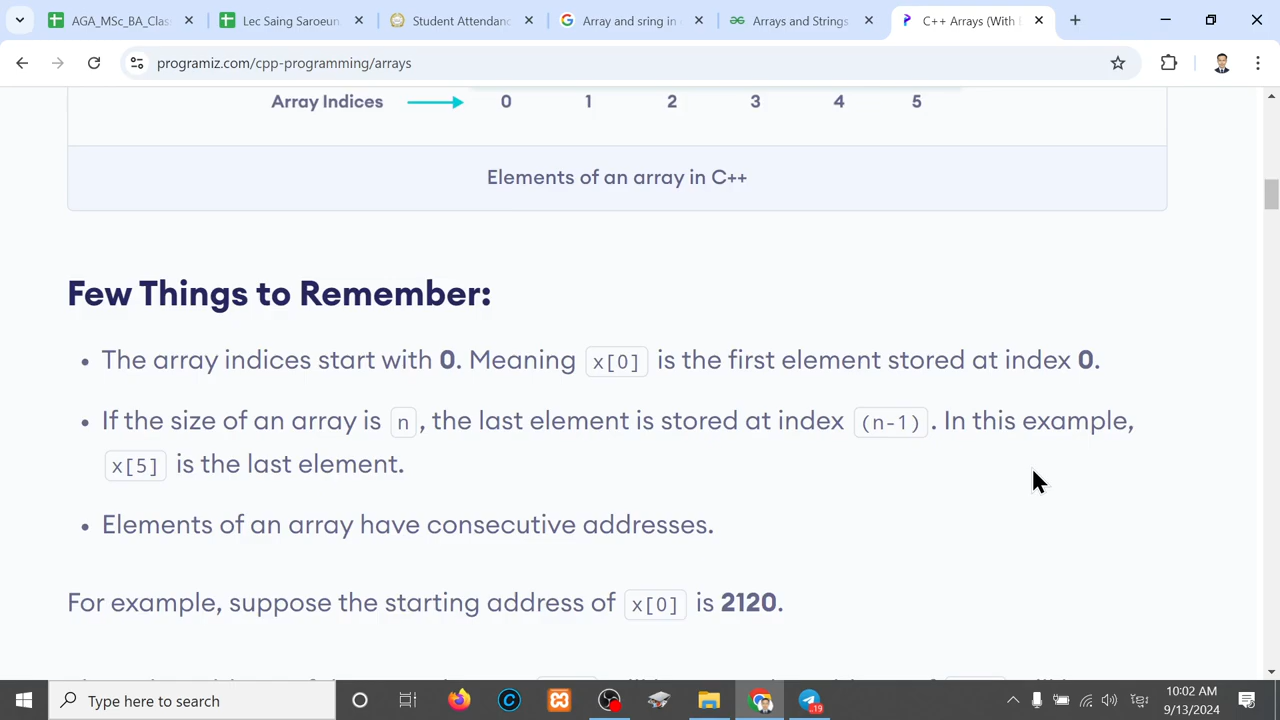 AGA_MSc_BA_Clas
Lec Saing Saroeun
Student Attendanc
Array and sring in
Arrays and Strings
C++ Arrays (With
programiz.com/cpp-programming/arrays
Array Indices 0 1 2 3 4 5
Elements of an array in C++
Few Things to Remember:
• The array indices start with 0. Meaning x[0] is the first element stored at index 0.
• If the size of an array is n, the last element is stored at index (n-1). In this example,
x[5] is the last element.
• Elements of an array have consecutive addresses.
For example, suppose the starting address of x[0] is 2120.
Type here to search
10:02 AM
9/13/2024